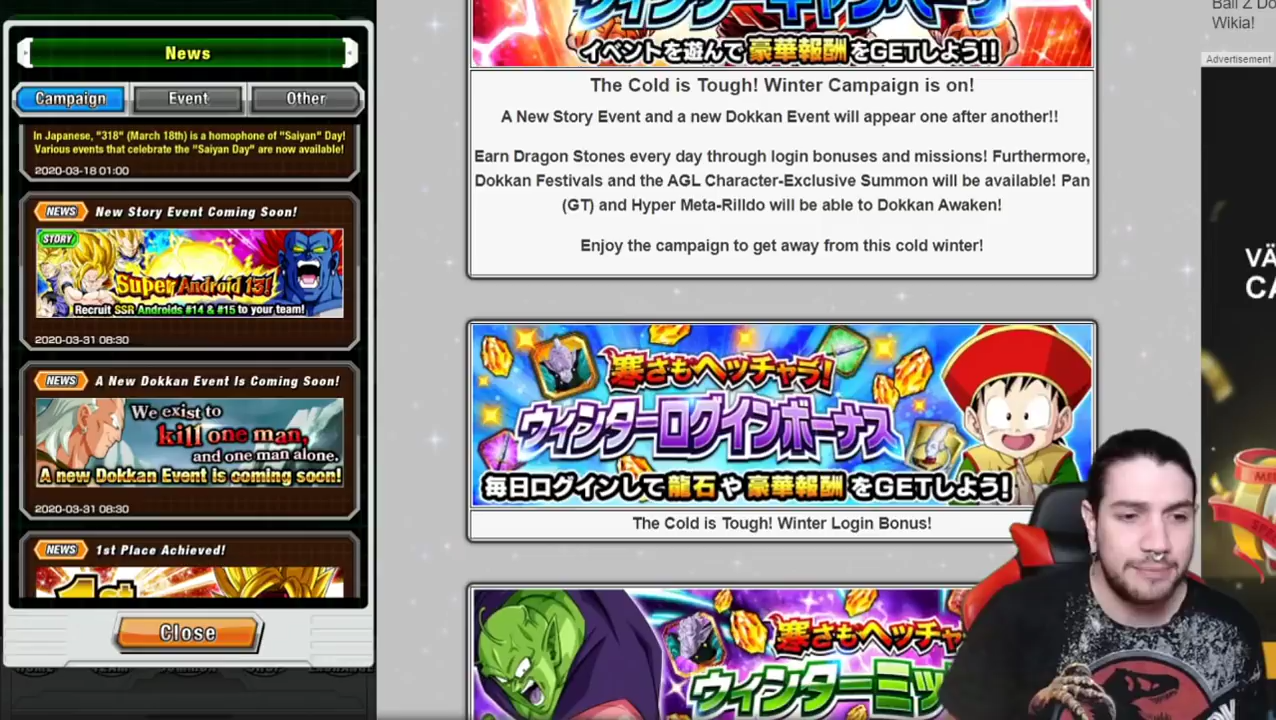 News
Campaign
Event
Other
In Japanese, "318" (March 18th) is a homophone of "Saiyan" Day!
Various events that celebrate the "Saiyan Day" are now available!
2020-03-18 01:00
NEWS New Story Event Coming Soon!
STORY
Super Android 13!
Recruit SSR Androids #14 & #15 to your team!
2020-03-31 08:30
NEWS A New Dokkan Event Is Coming Soon!
We exist to
kill one man,
and one man alone.
A new Dokkan Event is coming soon!
2020-03-31 08:30
NEWS 1st Place Achieved!
1st
Close
ウィンターキャンペーン
イベントを遊んで豪華報酬をGETしよう!!
The Cold is Tough! Winter Campaign is on!
A New Story Event and a new Dokkan Event will appear one after another!!
Earn Dragon Stones every day through login bonuses and missions! Furthermore,
Dokkan Festivals and the AGL Character-Exclusive Summon will be available! Pan
(GT) and Hyper Meta-Rilldo will be able to Dokkan Awaken!
Enjoy the campaign to get away from this cold winter!
寒さもヘッチャラ!
ウィンターログインボーナス
毎日ログインして龍石や豪華報酬をGETしよう!
The Cold is Tough! Winter Login Bonus!
寒さもヘッチャ
ウィンターミッ
Ball Z Do
Wikia!
Advertisement
VÄ
CA